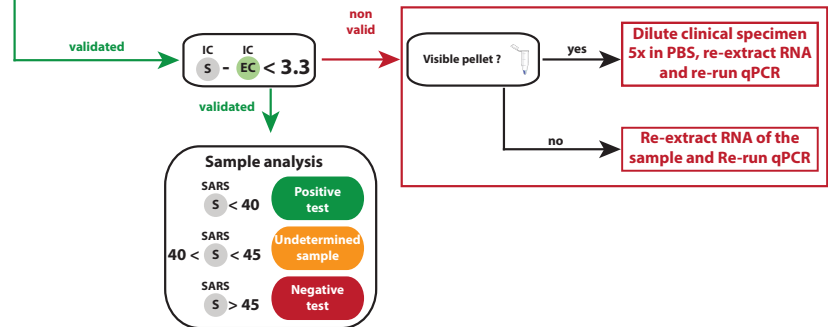 non
valid
validated
IC IC
S - EC < 3.3
Visible pellet ?
yes
Dilute clinical specimen
5x in PBS, re-extract RNA
and re-run qPCR
validated
no
Re-extract RNA of the
sample and Re-run qPCR
Sample analysis
SARS
S < 40
Positive
test
SARS
40 < S < 45
Undetermined
sample
SARS
S > 45
Negative
test